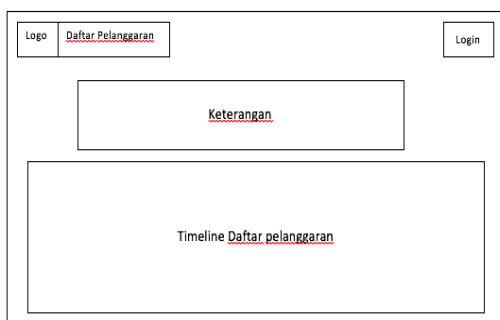 Logo
Daftar Pelanggaran
Login
Keterangan
Timeline Daftar pelanggaran